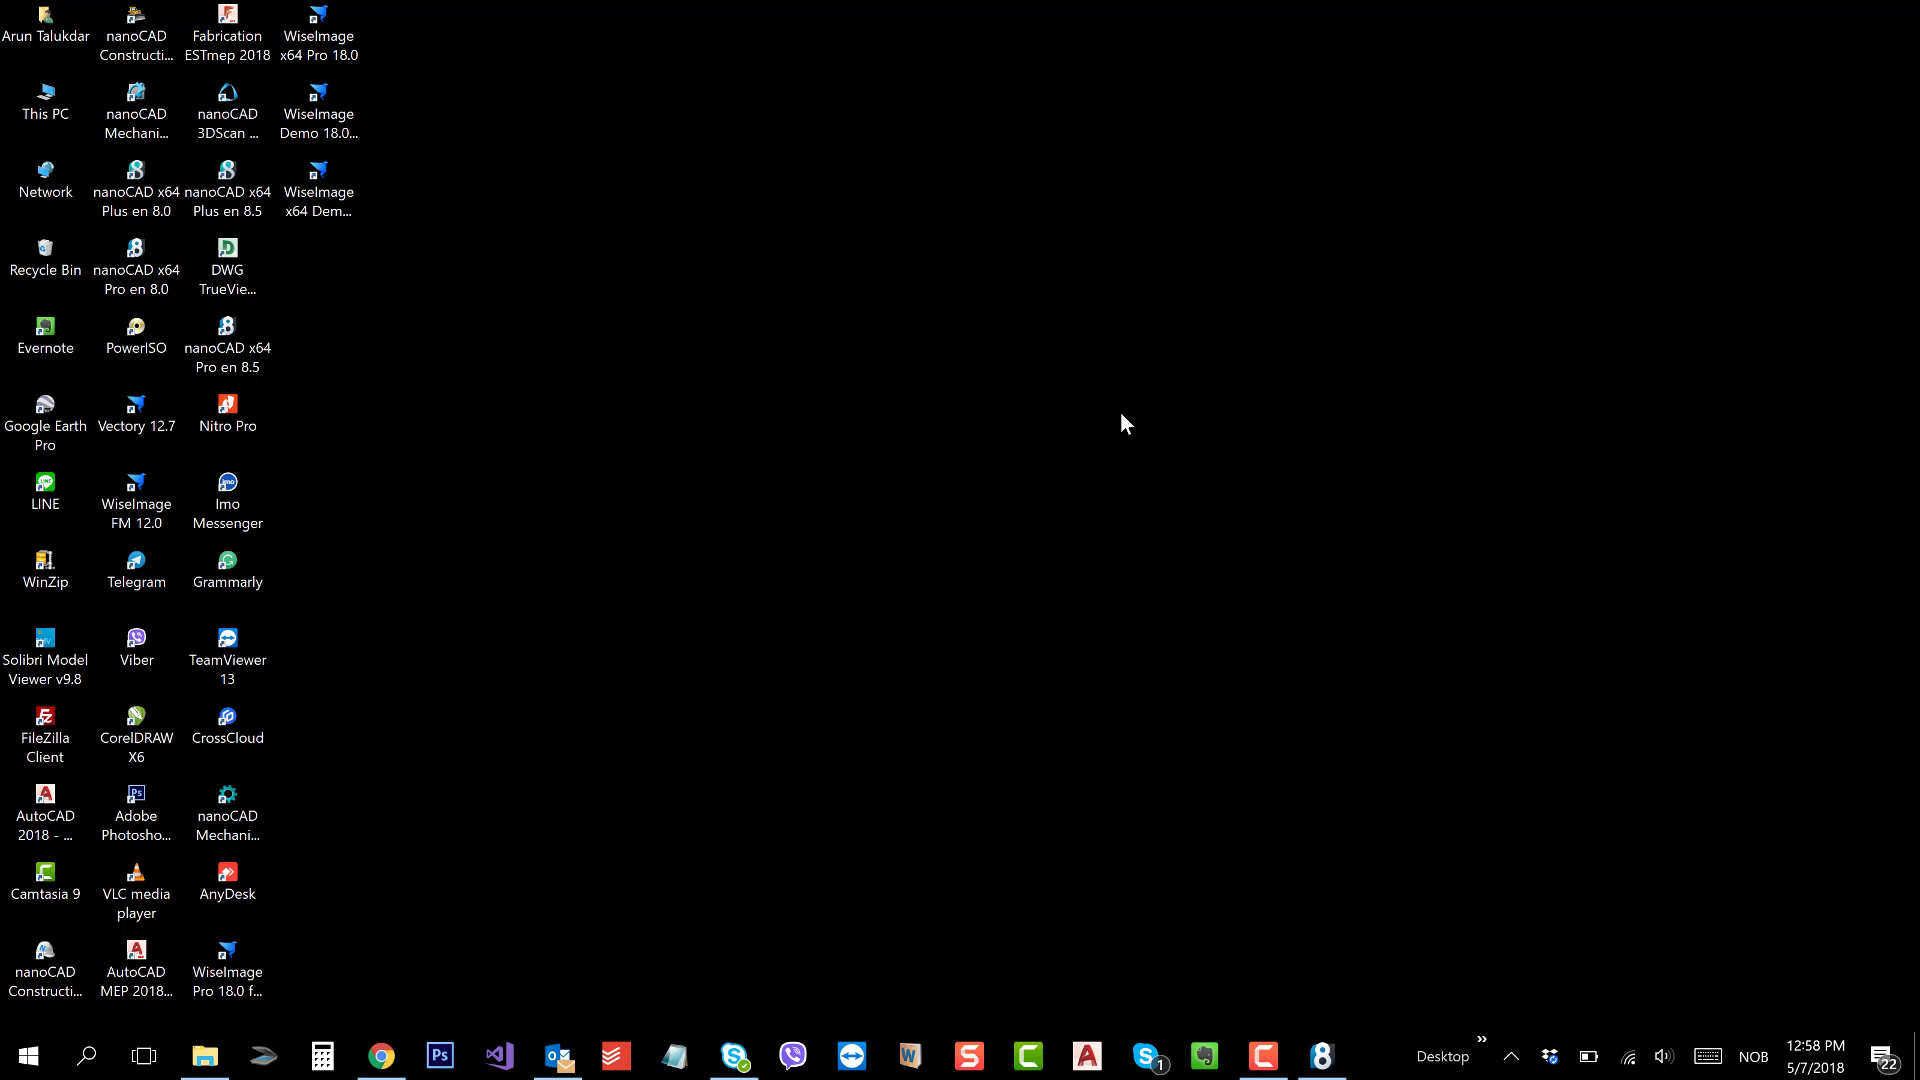 Arun Talukdar
nanoCAD
Constructi...
Fabrication
ESTmep 2018
WiseImage
x64 Pro 18.0
This PC
nanoCAD
Mechani...
nanoCAD
3DScan ...
WiseImage
Demo 18.0...
Network
nanoCAD x64
Plus en 8.0
nanoCAD x64
Plus en 8.5
WiseImage
x64 Dem...
Recycle Bin
nanoCAD x64
Pro en 8.0
DWG
TrueVie...
Evernote
PowerISO
nanoCAD x64
Pro en 8.5
Google Earth
Pro
Vectory 12.7
Nitro Pro
LINE
WiseImage
FM 12.0
Imo
Messenger
WinZip
Telegram
Grammarly
Solibri Model
Viewer v9.8
Viber
TeamViewer
13
FileZilla
Client
CorelDRAW
X6
CrossCloud
AutoCAD
2018 - ...
Adobe
Photosho...
nanoCAD
Mechani...
Camtasia 9
VLC media
player
AnyDesk
nanoCAD
Constructi...
AutoCAD
MEP 2018...
WiseImage
Pro 18.0 f...
Desktop
NOB
12:58 PM
5/7/2018
22